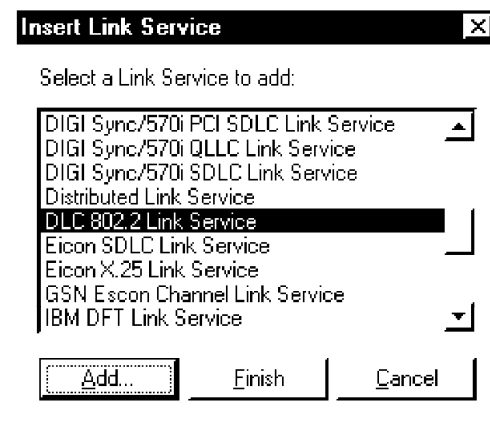 Insert Link Service
Select a Link Service to add:
DIGI Sync/570i PCI SDLC Link Service
DIGI Sync/570i QLLC Link Service
DIGI Sync/570i SDLC Link Service
Distributed Link Service
DLC 802.2 Link Service
Eicon SDLC Link Service
Eicon X.25 Link Service
GSN Escon Channel Link Service
IBM DFT Link Service
Add... Finish Cancel